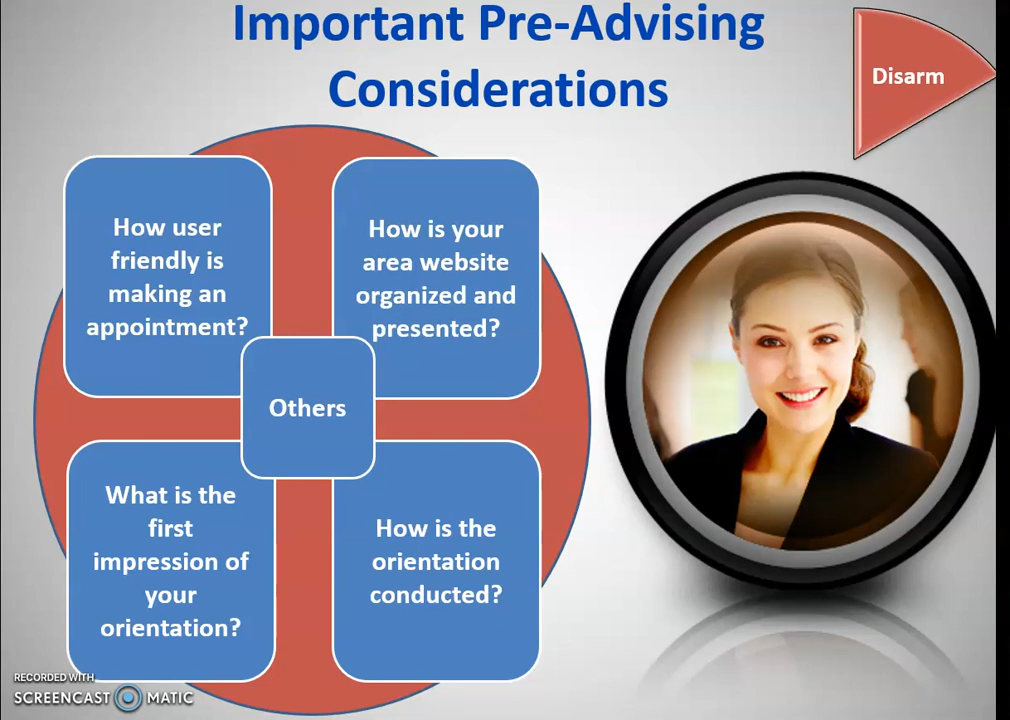 Important Pre-Advising
Considerations
Disarm
How user
friendly is
making an
appointment?
How is your
area website
organized and
presented?
Others
What is the
first
impression of
your
orientation?
How is the
orientation
conducted?
RECORDED WITH
SCREENCAST MATIC